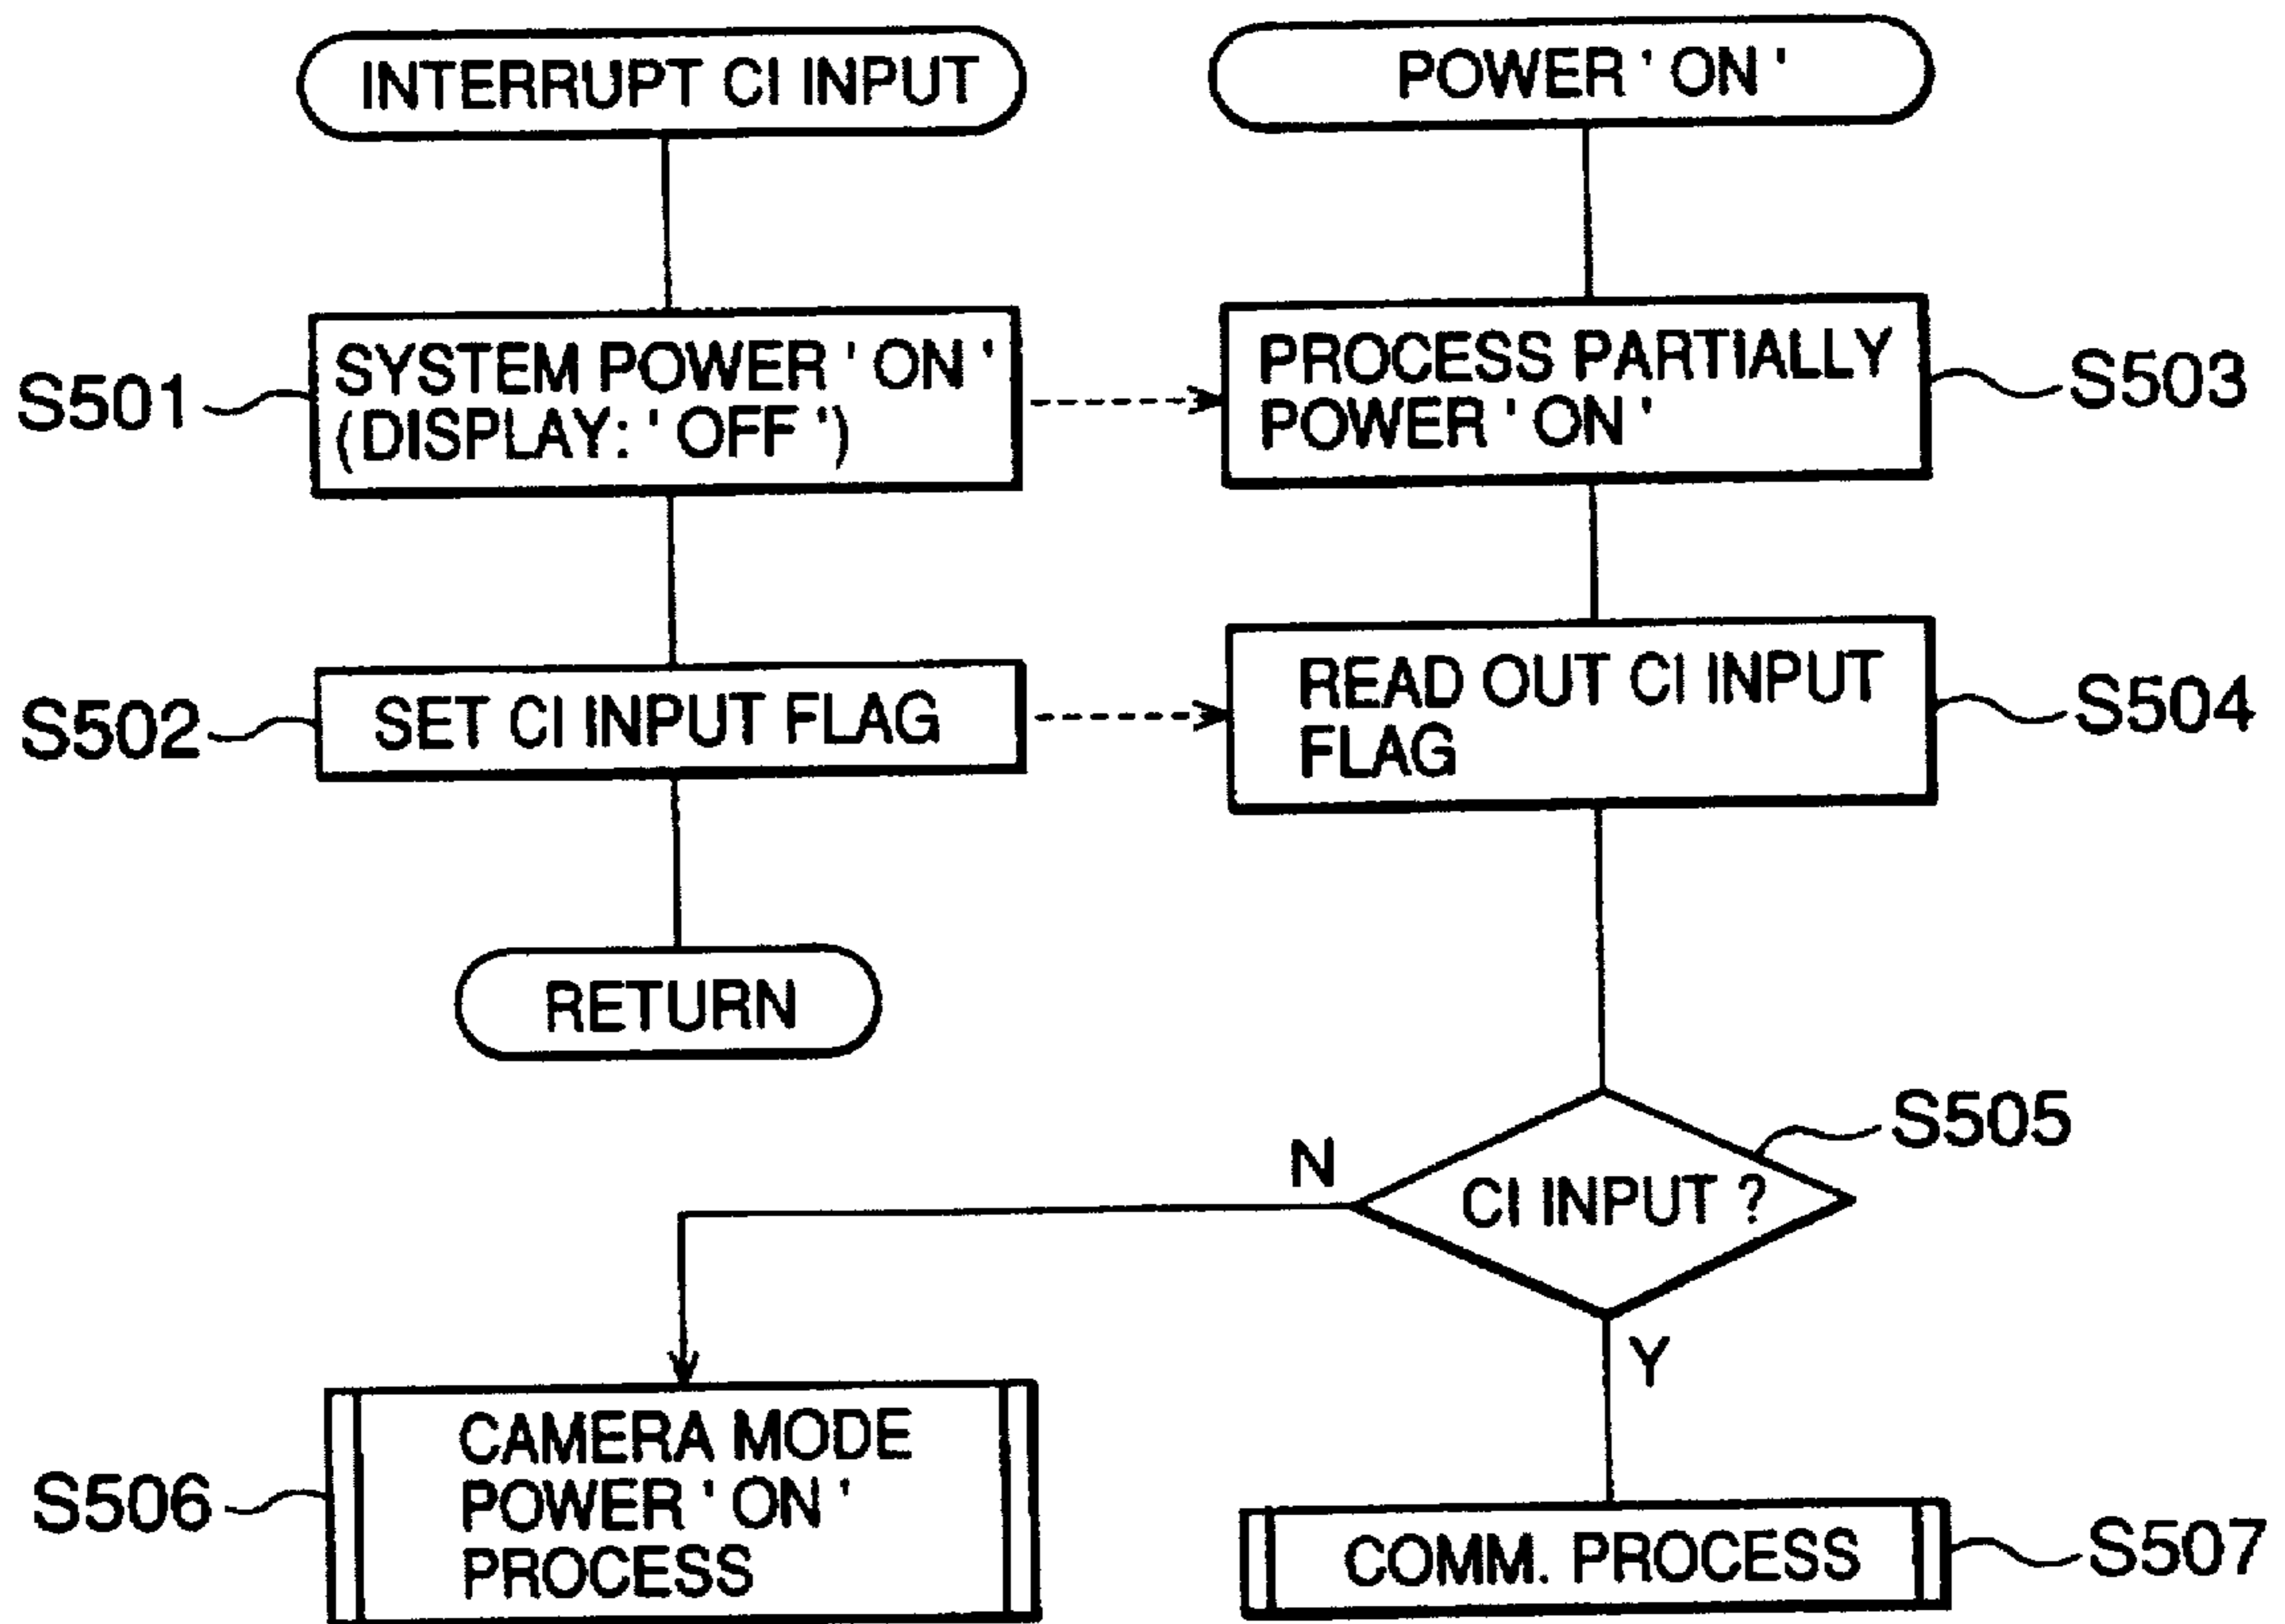 INTERRUPT CI INPUT
S501
SYSTEM POWER ' ON '
(DISPLAY: ' OFF ')
S502
SET CI INPUT FLAG
RETURN
POWER ' ON '
PROCESS PARTIALLY
POWER ' ON '
S503
READ OUT CI INPUT
FLAG
S504
S505
CI INPUT ?
N
Y
S506
CAMERA MODE
POWER ' ON '
PROCESS
COMM. PROCESS
S507